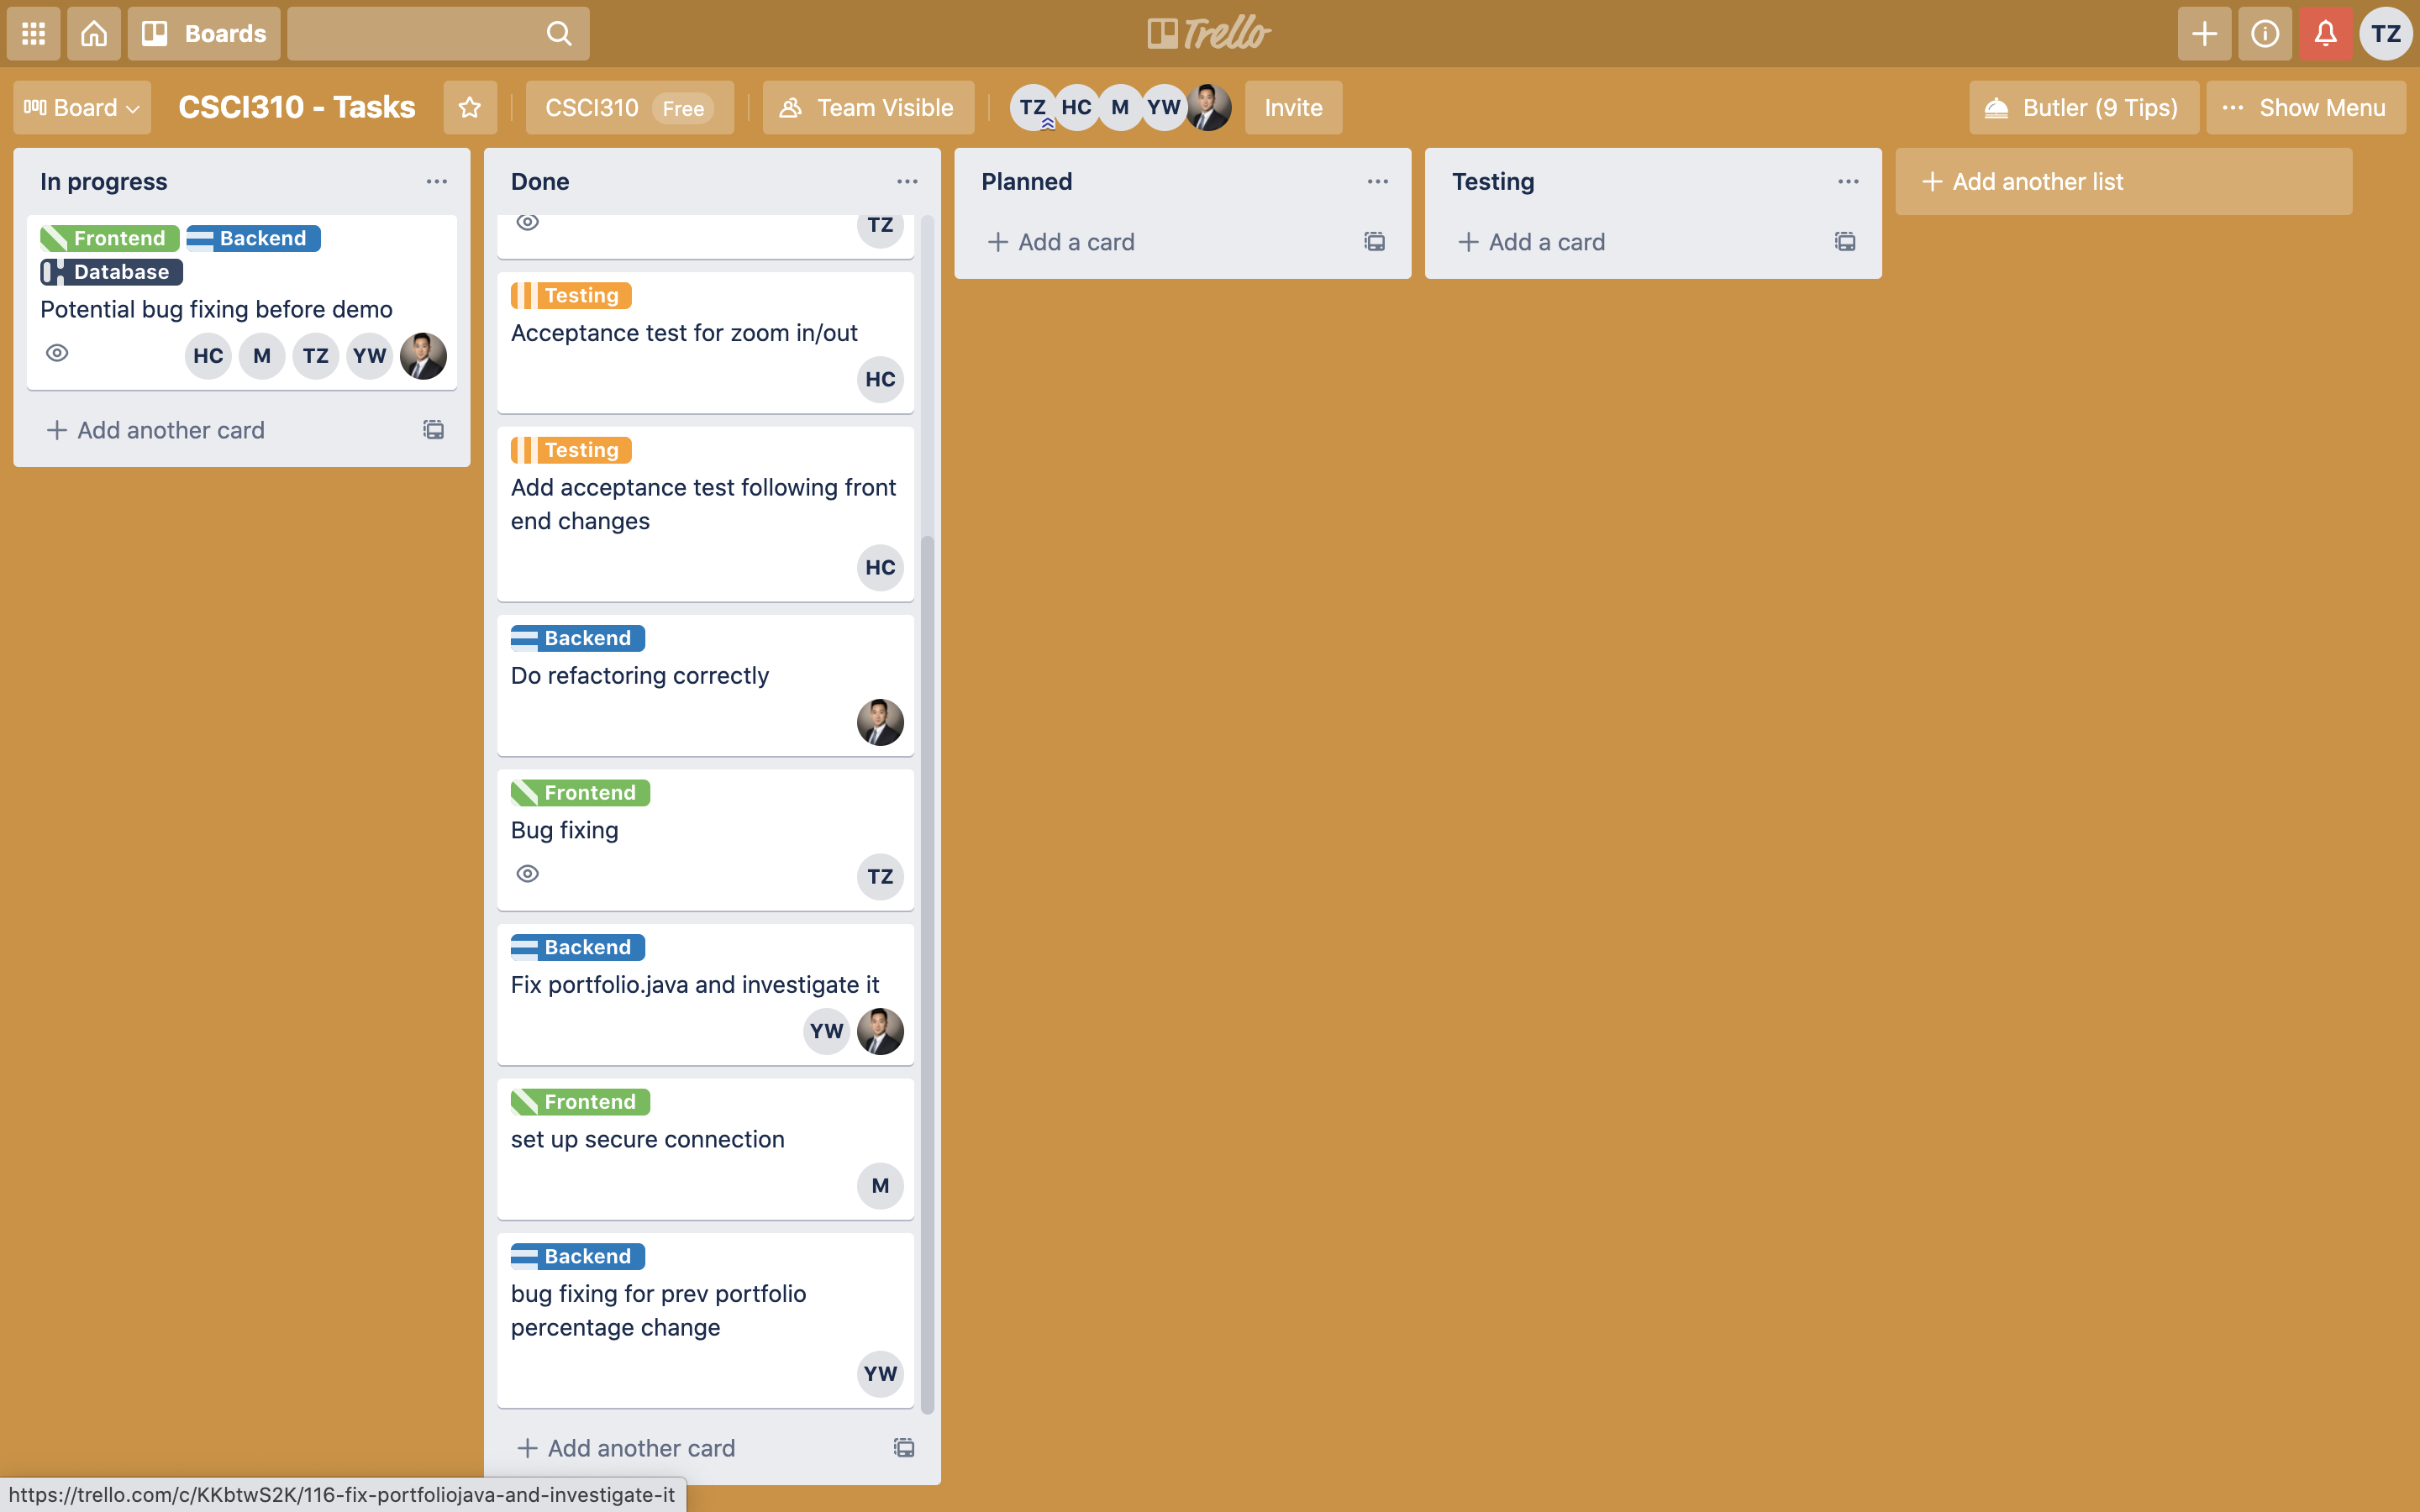 Boards
Trello
TZ
Board
CSCI310 - Tasks
CSCI310 Free
Team Visible
TZ HC M YW
Invite
Butler (9 Tips)
Show Menu
In progress
Frontend Backend
Database
Potential bug fixing before demo
HC M TZ YW
Add another card
Done
TZ
Testing
Acceptance test for zoom in/out
HC
Testing
Add acceptance test following front
end changes
HC
Backend
Do refactoring correctly
Frontend
Bug fixing
TZ
Backend
Fix portfolio.java and investigate it
YW
Frontend
set up secure connection
M
Backend
bug fixing for prev portfolio
percentage change
YW
Add another card
Planned
Add a card
Testing
Add a card
Add another list
https://trello.com/c/KKbtwS2K/116-fix-portfoliojava-and-investigate-it